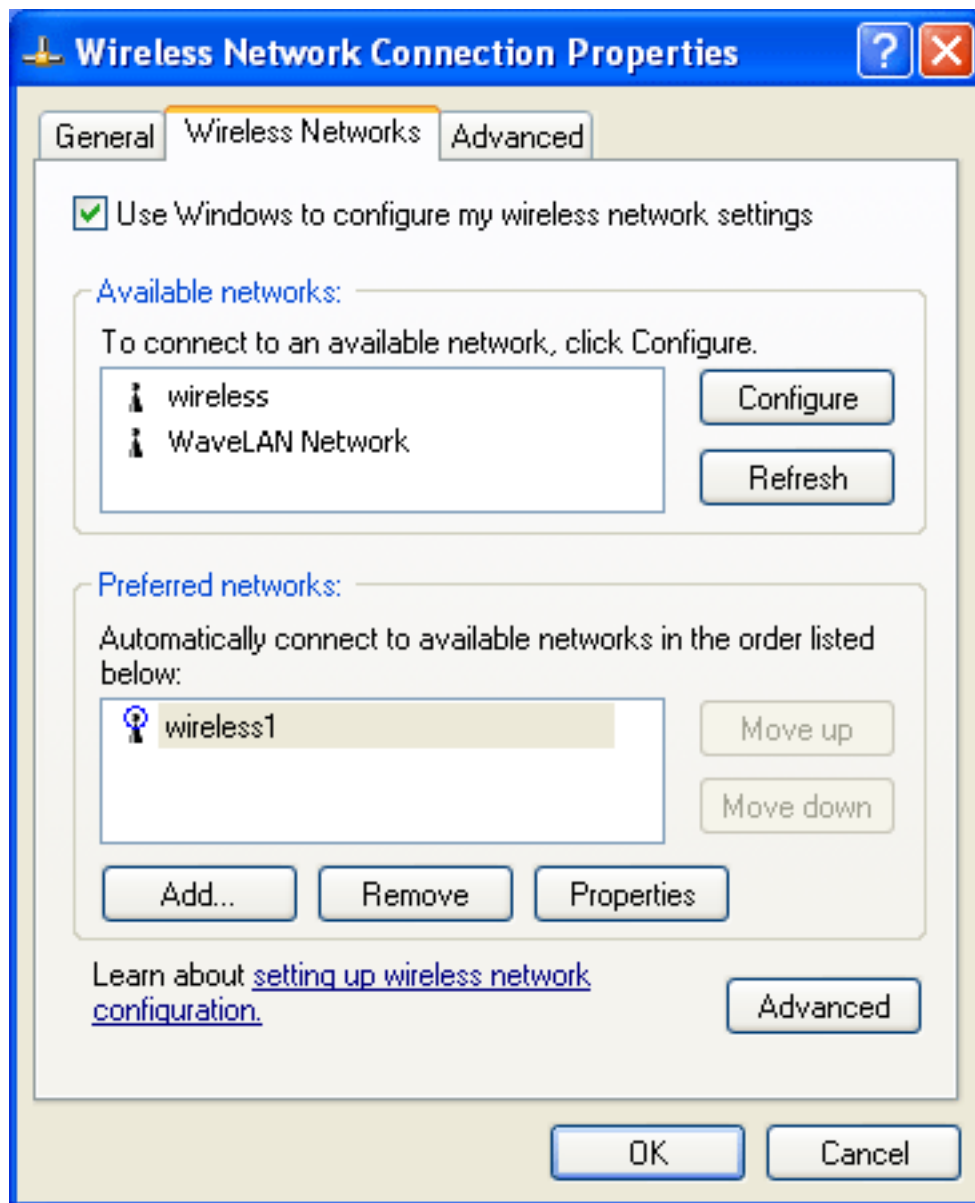 Wireless Network Connection Properties
General Wireless Networks Advanced
Use Windows to configure my wireless network settings
Available networks:
To connect to an available network, click Configure.
wireless
WaveLAN Network
Configure
Refresh
Preferred networks:
Automatically connect to available networks in the order listed
below:
wireless1
Move up
Move down
Add... Remove Properties
Learn about setting up wireless network
configuration.
Advanced
OK Cancel